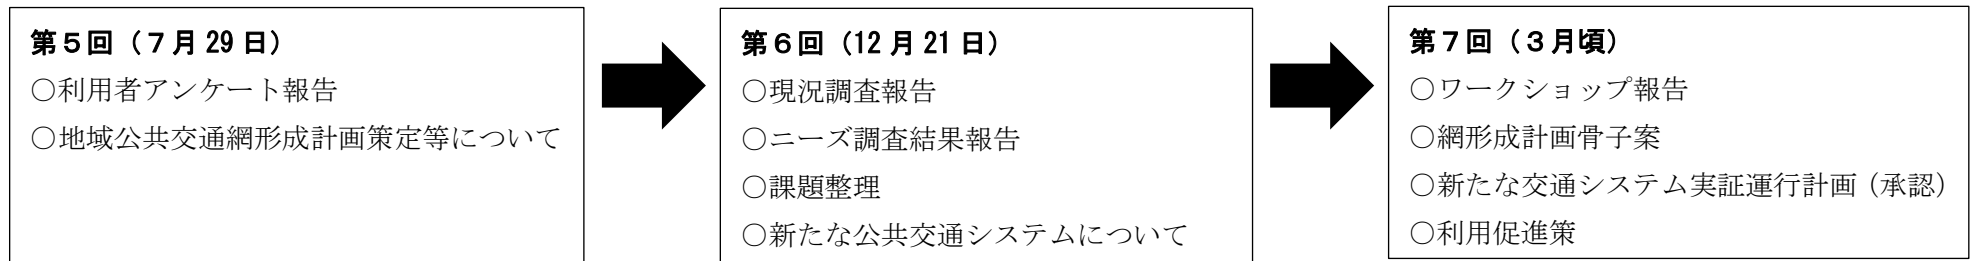 第５回（７月 29 日）
○利用者アンケート報告
○地域公共交通網形成計画策定等について
第６回（12 月 21 日）
○現況調査報告
○ニーズ調査結果報告
○課題整理
○新たな公共交通システムについて
第７回（３月頃）
○ワークショップ報告
○網形成計画骨子案
○新たな交通システム実証運行計画（承認）
○利用促進策